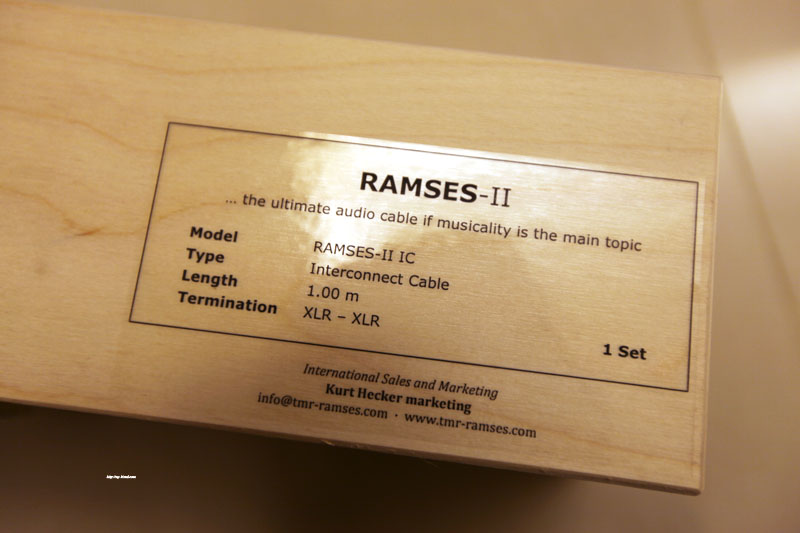 RAMSES-II
... the ultimate audio cable if musicality is the main topic
Model RAMSES-II IC
Type Interconnect Cable
Length 1.00 m
Termination XLR – XLR
1 Set
International Sales and Marketing
Kurt Hecker marketing
info@tmr-ramses.com · www.tmr-ramses.com